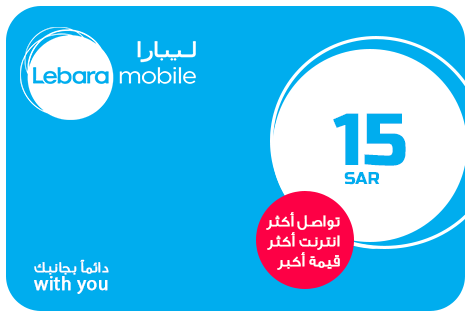 ليبارا
Lebara mobile
15
SAR
تواصل أكثر
انترنت أكثر
قيمة أكبر
دائماً بجانبك
with you